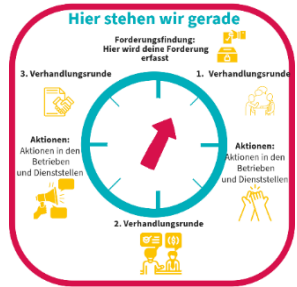 Hier stehen wir gerade
Forderungsfindung:
Hier wird deine Forderung
erfasst
3. Verhandlungsrunde
1. Verhandlungsrunde
Aktionen:
Aktionen in den
Betrieben
und Dienststellen
Aktionen:
Aktionen in den
Betrieben
und Dienststellen
2. Verhandlungsrunde